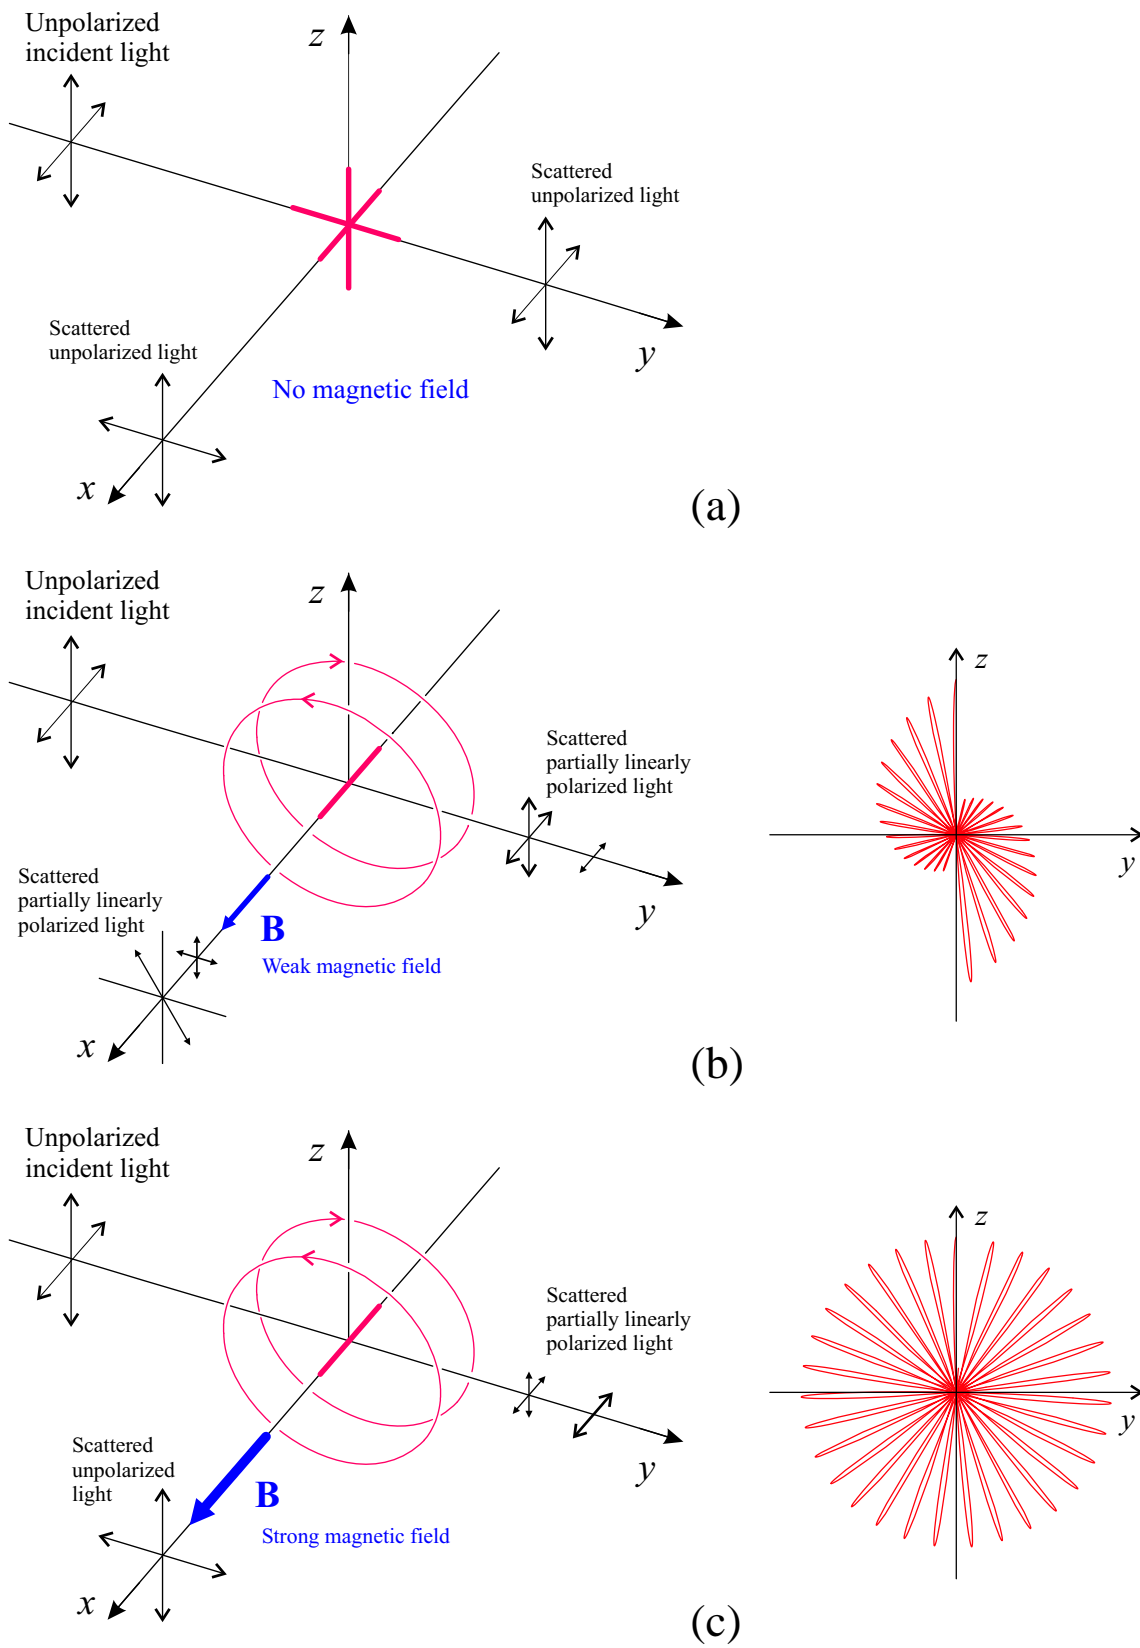 Unpolarized
incident light
z
Scattered
unpolarized light
y
Scattered
unpolarized light
No magnetic field
x
(a)
Unpolarized
incident light
z
Scattered
partially linearly
polarized light
y
Scattered
partially linearly
polarized light
B
Weak magnetic field
x
z
y
(b)
Unpolarized
incident light
z
Scattered
partially linearly
polarized light
y
Scattered
unpolarized
light
B
Strong magnetic field
x
z
y
(c)